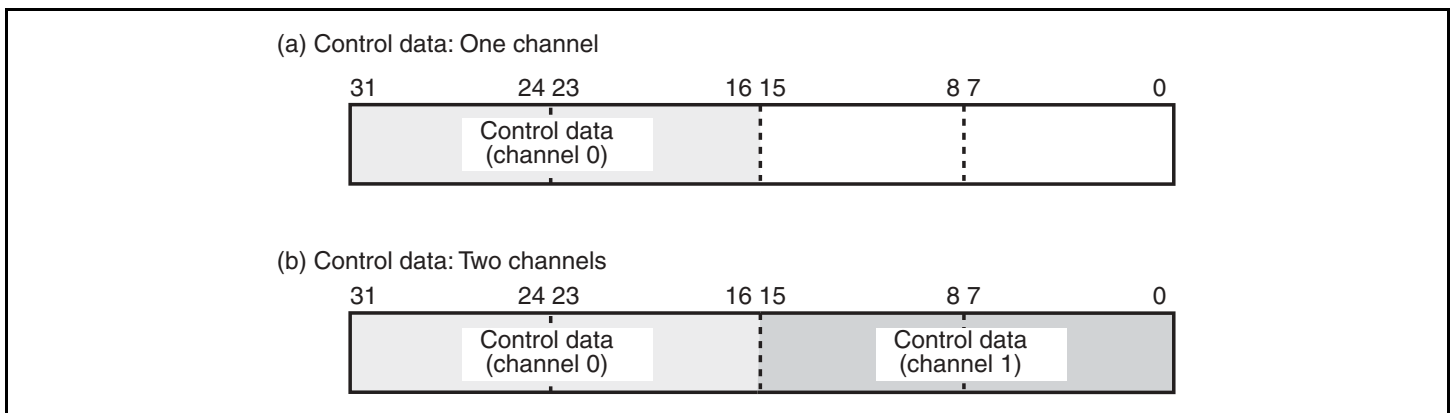 (a) Control data: One channel
31 24 23 16 15 8 7 0
Control data
(channel 0)
(b) Control data: Two channels
31 24 23 16 15 8 7 0
Control data
(channel 0)
Control data
(channel 1)